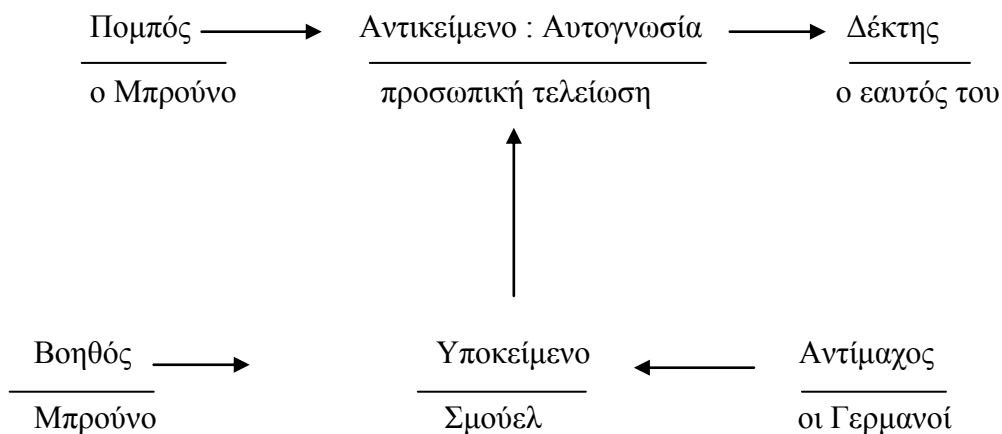 Πομπός Αντικείμενο : Αυτογνωσία Δέκτης
ο Μπρούνο προσωπική τελείωση ο εαυτός του
Βοηθός Υποκείμενο Αντίμαχος
Μπρούνο Σμούελ οι Γερμανοί